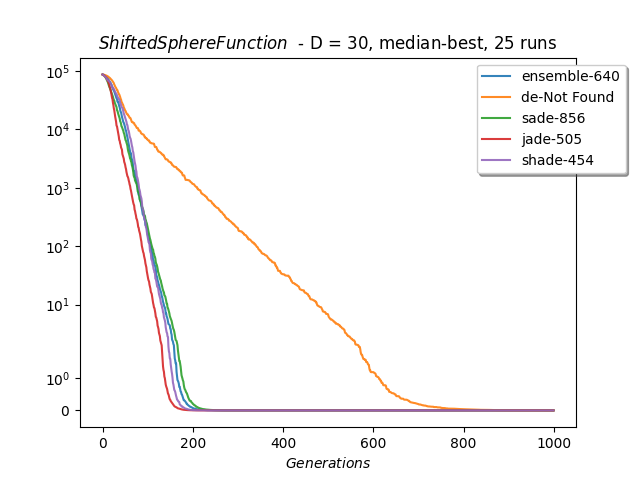 ShiftedSphereFunction - D = 30, median-best, 25 runs
10^5
10^4
10^3
10^2
10^1
10^0
0
ensemble-640
de-Not Found
sade-856
jade-505
shade-454
0 200 400 600 800 1000
Generations